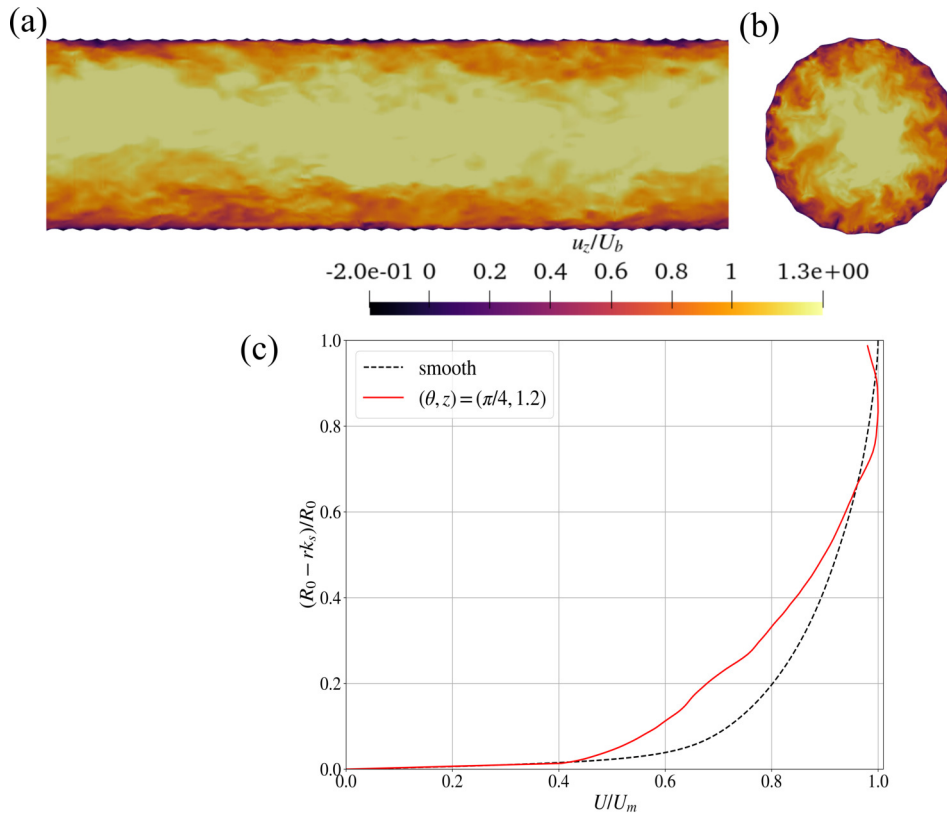 (a)
(b)
u_z/U_b
-2.0e-01 0 0.2 0.4 0.6 0.8 1 1.3e+00
(c)
smooth
(θ, z) = (π/4, 1.2)
1.0
0.8
0.6
0.4
0.2
0.0
(R_0 − rk_s)/R_0
0.0 0.2 0.4 0.6 0.8 1.0
U/U_m